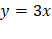 y = 3x